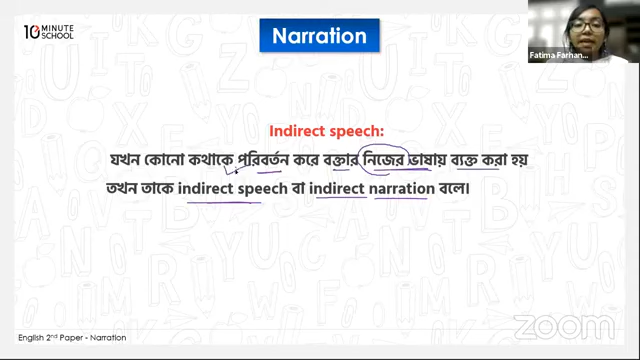 10 MINUTE SCHOOL
Narration
Fatima Farhan...
Indirect speech:
যখন কোনো কথাকে পরিবর্তন করে বক্তার নিজের ভাষায় ব্যক্ত করা হয়
তখন তাকে indirect speech বা indirect narration বলে।
English 2nd Paper - Narration
zoom